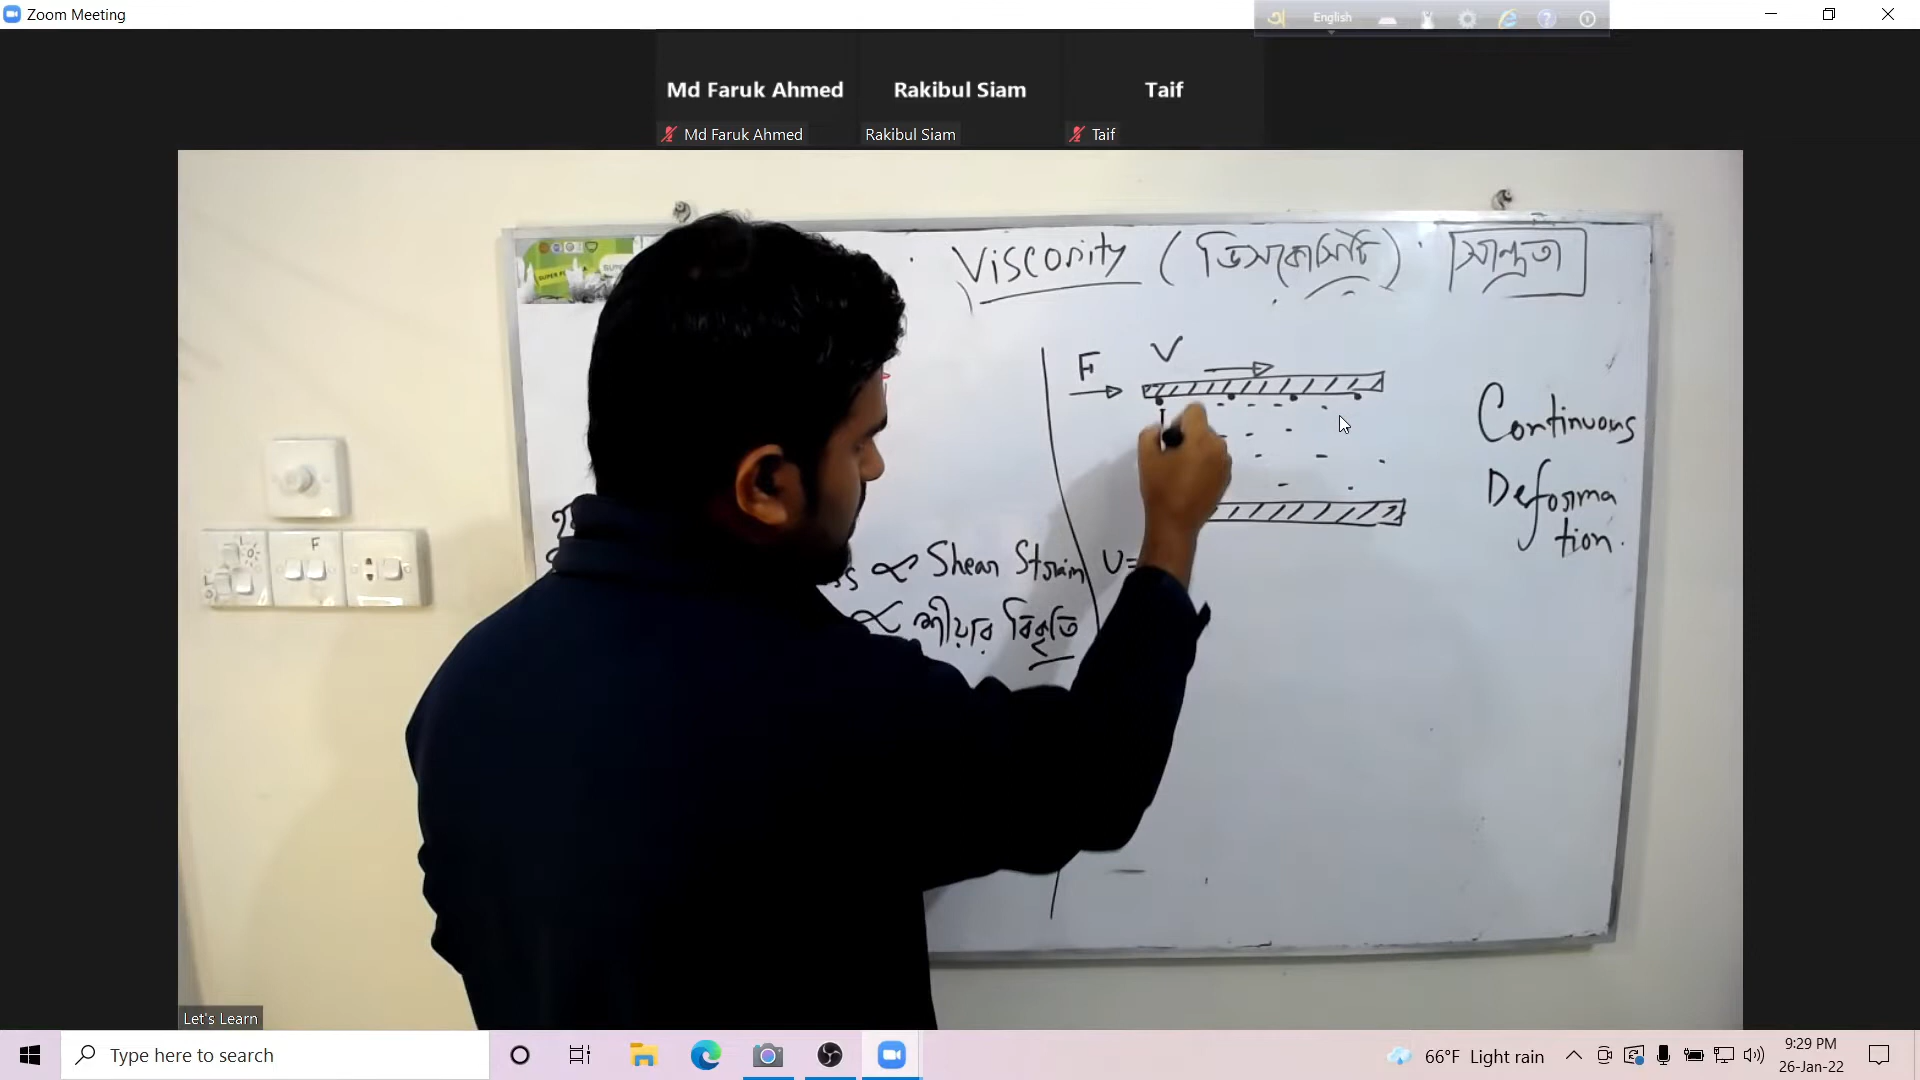 Zoom Meeting
English
Md Faruk Ahmed
Rakibul Siam
Taif
Md Faruk Ahmed
Rakibul Siam
Taif
Viscosity (ভিসকোসিটি)
সান্দ্রতা
V
F
Continuous
Deforma
tion.
∝ Shear Strain
U=
∝ শীয়ার বিকৃতি
F
Let's Learn
Type here to search
66°F Light rain
9:29 PM
26-Jan-22